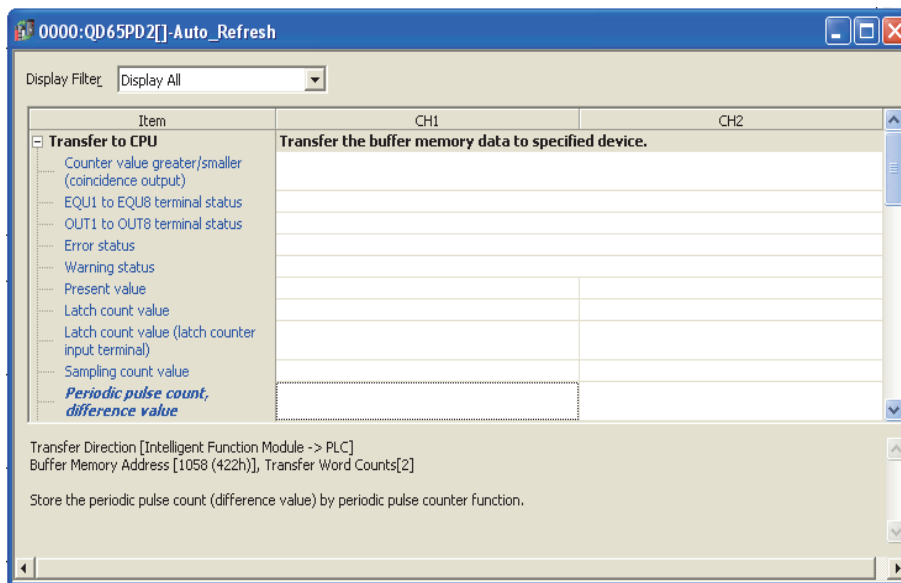 0000:QD65PD2[]-Auto_Refresh
Display Filter Display All
Item CH1 CH2
Transfer to CPU Transfer the buffer memory data to specified device.
Counter value greater/smaller
(coincidence output)
EQU1 to EQU8 terminal status
OUT1 to OUT8 terminal status
Error status
Warning status
Present value
Latch count value
Latch count value (latch counter
input terminal)
Sampling count value
Periodic pulse count,
difference value
Transfer Direction [Intelligent Function Module -> PLC]
Buffer Memory Address [1058 (422h)], Transfer Word Counts[2]
Store the periodic pulse count (difference value) by periodic pulse counter function.